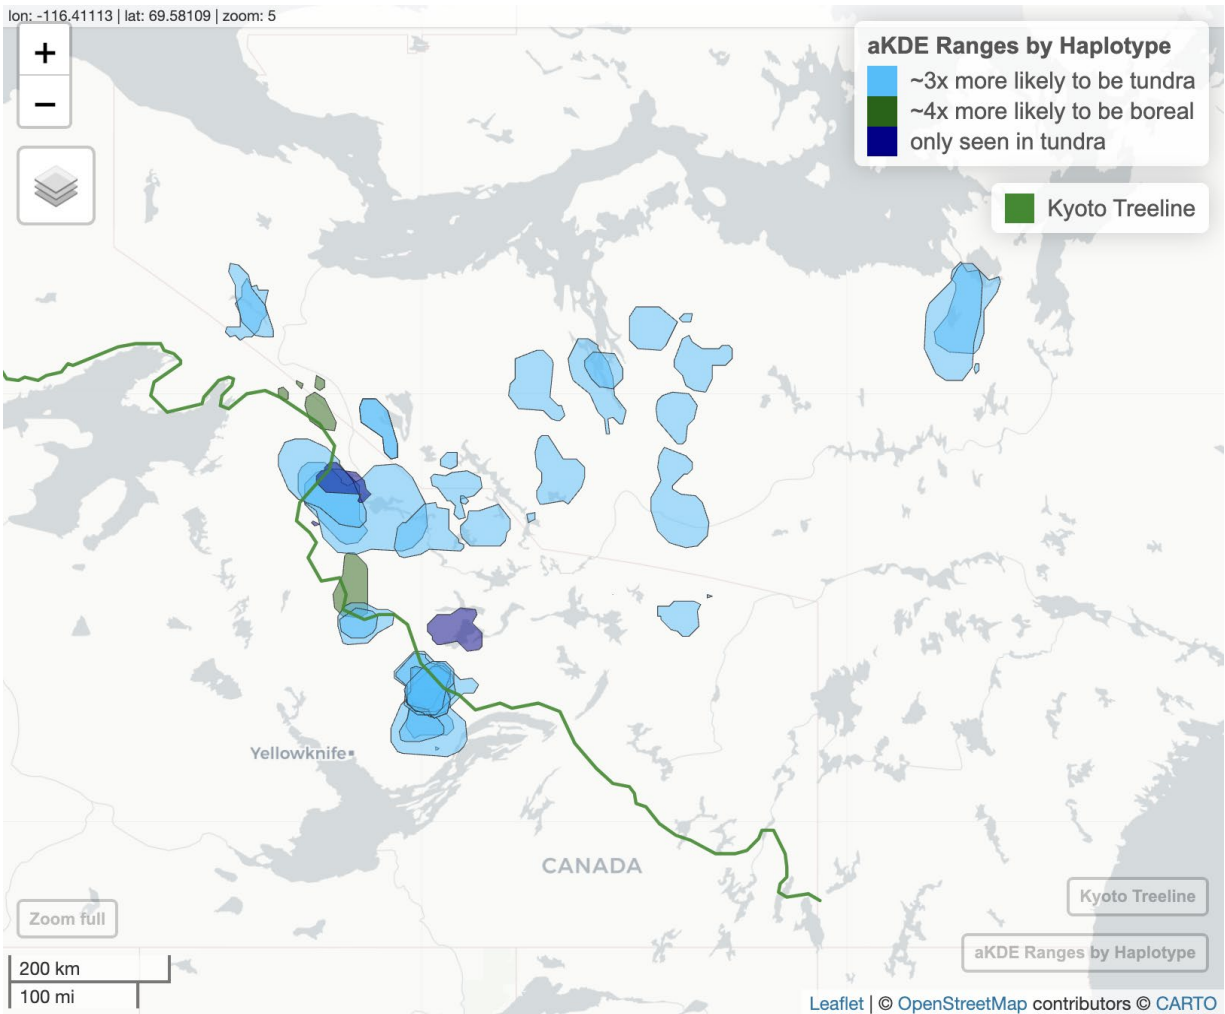 lon: -116.41113 | lat: 69.58109 | zoom: 5
+
−
aKDE Ranges by Haplotype
~3x more likely to be tundra
~4x more likely to be boreal
only seen in tundra
Kyoto Treeline
Yellowknife
CANADA
Kyoto Treeline
Zoom full
aKDE Ranges by Haplotype
200 km
100 mi
Leaflet | © OpenStreetMap contributors © CARTO